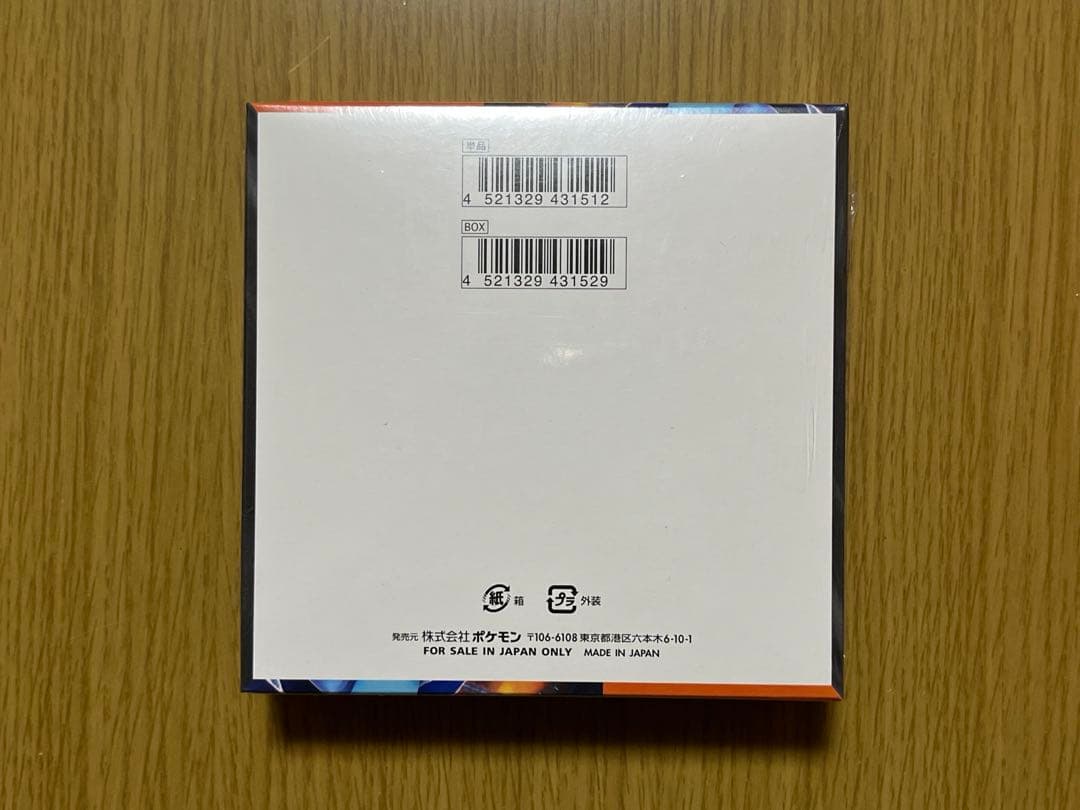 単品
4 521329 431512
BOX
4 521329 431529
紙 箱 プラ 外装
発売元 株式会社ポケモン 〒106-6108 東京都港区六本木6-10-1
FOR SALE IN JAPAN ONLY MADE IN JAPAN